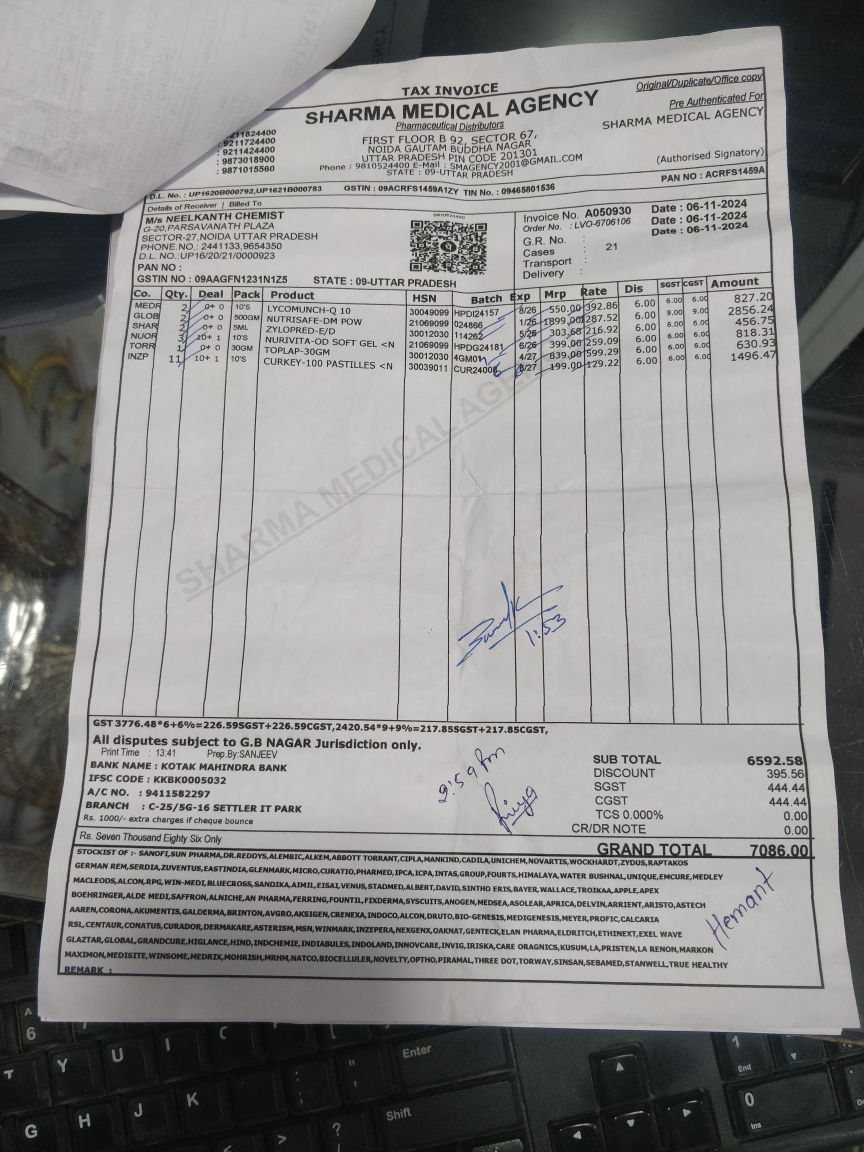 TAX INVOICE
Original/Duplicate/Office copy
SHARMA MEDICAL AGENCY
Pre Authenticated For
SHARMA MEDICAL AGENCY
Pharmaceutical Distributors
FIRST FLOOR B 92, SECTOR 67,
NOIDA GAUTAM BUDDHA NAGAR
UTTAR PRADESH PIN CODE 201301
Phone : 9810524400 E-Mail : SMAGENCY2001@GMAIL.COM
STATE : 09-UTTAR PRADESH
: 9211724400
: 9211424400
: 9873018900
: 9871015560
(Authorised Signatory)
PAN NO : ACRFS1459A
D.L. No. : UP1620B000792,UP1621B000783 GSTIN : 09ACRFS1459A1ZY TIN No. : 09465801536
Details of Receiver | Billed To
M/s NEELKANTH CHEMIST
G-20,PARSAVANATH PLAZA
SECTOR-27,NOIDA UTTAR PRADESH
PHONE.NO.: 2441133,9654350
D.L. NO.:UP16/20/21/0000923
PAN NO :
GSTIN NO : 09AAGFN1231N1Z5 STATE : 09-UTTAR PRADESH
Invoice No. A050930 Date : 06-11-2024
Order No. : LVO-6706106 Date : 06-11-2024
G.R. No. : Date : 06-11-2024
Cases : 21
Transport :
Delivery :
Co. Qty. Deal Pack Product HSN Batch Exp Mrp Rate Dis SGST CGST Amount
MEDR 2 0+ 0 10'S LYCOMUNCH-Q 10 30049099 HPDI24157 8/26 550.00 392.86 6.00 6.00 6.00 827.20
GLOB 2 0+ 0 500GM NUTRISAFE-DM POW 21069099 024866 1/26 1899.00 1287.52 6.00 9.00 9.00 2856.24
SHAR 2 0+ 0 5ML ZYLOPRED-E/D 30012030 114262 5/26 303.68 216.92 6.00 6.00 6.00 456.75
NUOR 3 10+ 1 10'S NURIVITA-OD SOFT GEL <N 21069099 HPDG24181 6/26 399.00 259.09 6.00 6.00 6.00 818.31
TORR 1 0+ 0 30GM TOPLAP-30GM 30012030 4/27 839.00 599.29 6.00 6.00 6.00 630.93
INZP 11 10+ 1 10'S CURKEY-100 PASTILLES <N 30039011 CUR24008 199.00 129.22 6.00 6.00 6.00 1496.47
SHARMA MEDICAL AGENCY
1:53
GST 3776.48*6+6%=226.59SGST+226.59CGST,2420.54*9+9%=217.85SGST+217.85CGST,
All disputes subject to G.B NAGAR Jurisdiction only.
Print Time : 13:41 Prep.By:SANJEEV
BANK NAME : KOTAK MAHINDRA BANK
IFSC CODE : KKBK0005032
A/C NO. : 9411582297
BRANCH : C-25/5G-16 SETTLER IT PARK
Rs. 1000/- extra charges if cheque bounce
2:59 Pm
Priya
SUB TOTAL 6592.58
DISCOUNT 395.56
SGST 444.44
CGST 444.44
TCS 0.000% 0.00
CR/DR NOTE 0.00
Rs. Seven Thousand Eighty Six Only
GRAND TOTAL 7086.00
STOCKIST OF :- SANOFI,SUN PHARMA,DR.REDDYS,ALEMBIC,ALKEM,ABBOTT TORRANT,CIPLA,MANKIND,CADILA,UNICHEM,NOVARTIS,WOCKHARDT,ZYDUS,RAPTAKOS
GERMAN REM,SERDIA,ZUVENTUS,EASTINDIA,GLENMARK,MICRO,CURATIO,PHARMED,IPCA,ICPA,INTAS,GROUP,FOURTS,HIMALAYA,WATER BUSHNAL,UNIQUE,EMCURE,MEDLEY
MACLEODS,ALCON,RPG,WIN-MEDI,BLUECROSS,SANDIKA,AIMIL,EISAI,VENUS,STADMED,ALBERT,DAVID,SINTHO ERIS,BAYER,WALLACE,TROIKAA,APPLE,APEX
BOEHRINGER,ALDE MEDI,SAFFRON,ALNICHE,AN PHARMA,FERRING,FOUNTIL,FIXDERMA,SYSCUITS,ANOGEN,MEDSEA,ASOLEAR,APRICA,DELVIN,ARRIENT,ARISTO,ASTECH
AAREN,CORONA,AKUMENTIS,GALDERMA,BRINTON,AVGRO,AKSIGEN,CRENEXA,INDOCO,ALCON,DRUTO,BIO-GENESIS,MEDIGENESIS,MEYER,PROFIC,CALCARIA
RSL,CENTAUR,CONATUS,CURADOR,DERMAKARE,ASTERISM,MSN,WINMARK,INZEPERA,NEXGENX,OAKNAT,GENTECK,ELAN PHARMA,ELDRITCH,ETHINEXT,EXEL WAVE
GLAZTAR,GLOBAL,GRANDCURE,HIGLANCE,HIND,INDCHEMIE,INDIABULES,INDOLAND,INNOVCARE,INVIG,IRISKA,CARE ORAGNICS,KUSUM,LA,PRISTEN,LA RENON,MARKON
MAXIMON,MEDISITE,WINSOME,MEDRIX,MOHRISH,MRHM,NATCO,BIOCELLULER,NOVELTY,OPTHO,PIRAMAL,THREE DOT,TORWAY,SINSAN,SEBAMED,STANWELL,TRUE HEALTHY
REMARK :
Hemant
6
T Y U I
Enter
G H J K
Shift
1
End
0
Ins